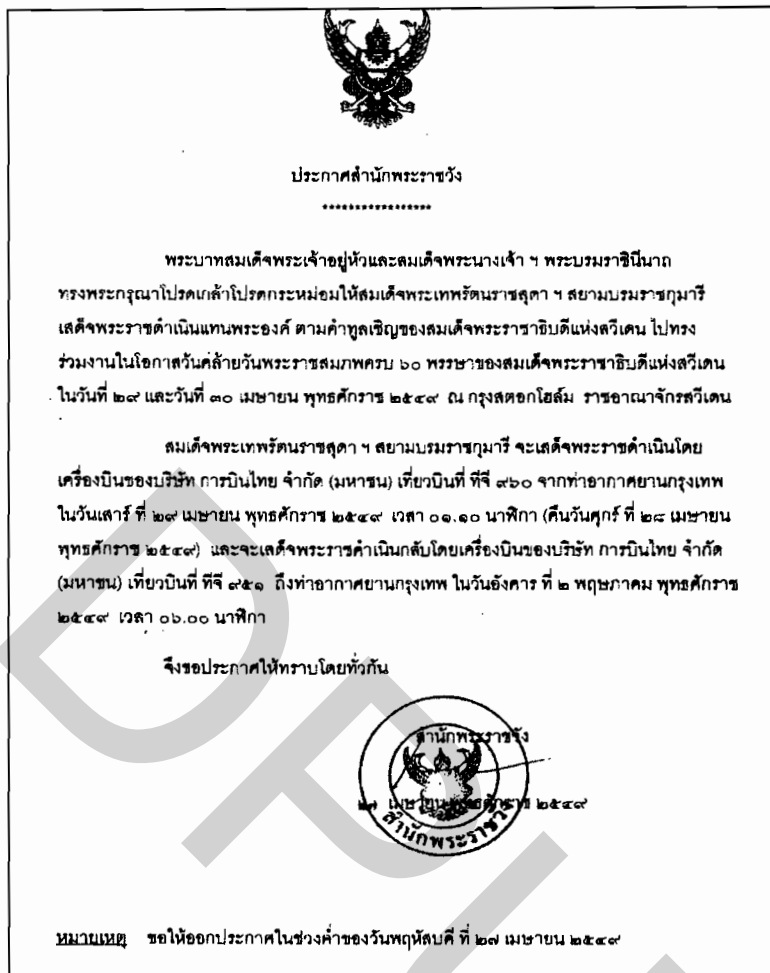 ประกาศสำนักพระราชวัง
*****************
พระบาทสมเด็จพระเจ้าอยู่หัวและสมเด็จพระนางเจ้า ฯ พระบรมราชินีนาถ
ทรงพระกรุณาโปรดเกล้าโปรดกระหม่อมให้สมเด็จพระเทพรัตนราชสุดา ฯ สยามบรมราชกุมารี
เสด็จพระราชดำเนินแทนพระองค์ ตามคำทูลเชิญของสมเด็จพระราชาธิบดีแห่งสวีเดน ไปทรง
ร่วมงานในโอกาสวันคล้ายวันพระราชสมภพครบ ๖๐ พรรษาของสมเด็จพระราชาธิบดีแห่งสวีเดน
ในวันที่ ๒๙ และวันที่ ๓๐ เมษายน พุทธศักราช ๒๕๔๙ ณ กรุงสตอกโฮล์ม ราชอาณาจักรสวีเดน
สมเด็จพระเทพรัตนราชสุดา ฯ สยามบรมราชกุมารี จะเสด็จพระราชดำเนินโดย
เครื่องบินของบริษัท การบินไทย จำกัด (มหาชน) เที่ยวบินที่ ทีจี ๙๖๐ จากท่าอากาศยานกรุงเทพ
ในวันเสาร์ ที่ ๒๙ เมษายน พุทธศักราช ๒๕๔๙ เวลา ๐๑.๑๐ นาฬิกา (คืนวันศุกร์ ที่ ๒๘ เมษายน
พุทธศักราช ๒๕๔๙) และจะเสด็จพระราชดำเนินกลับโดยเครื่องบินของบริษัท การบินไทย จำกัด
(มหาชน) เที่ยวบินที่ ทีจี ๙๕๑ ถึงท่าอากาศยานกรุงเทพ ในวันอังคาร ที่ ๒ พฤษภาคม พุทธศักราช
๒๕๔๙ เวลา ๐๖.๐๐ นาฬิกา
จึงขอประกาศให้ทราบโดยทั่วกัน
สำนักพระราชวัง
๒๗ เมษายน พุทธศักราช ๒๕๔๙
สำนักพระราชวัง
หมายเหตุ ขอให้ออกประกาศในช่วงค่ำของวันพฤหัสบดี ที่ ๒๗ เมษายน ๒๕๔๙